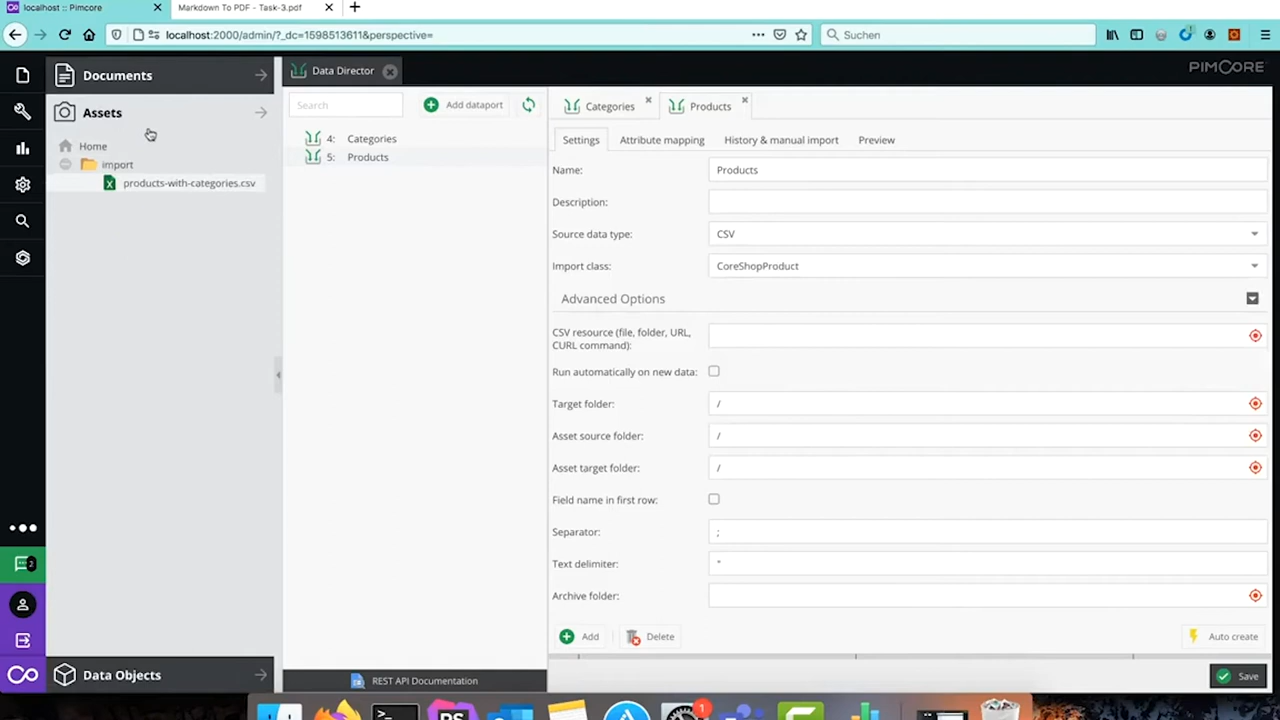 localhost :: Pimcore
Markdown To PDF - Task-3.pdf
localhost:2000/admin/?_dc=1598513611&perspective=
Suchen
Documents
Assets
Home
import
products-with-categories.csv
Data Objects
2
Data Director
PIMCORE
Search
Add dataport
4: Categories
5: Products
REST API Documentation
Categories
Products
Settings
Attribute mapping
History & manual import
Preview
Name:
Products
Description:
Source data type:
CSV
Import class:
CoreShopProduct
Advanced Options
CSV resource (file, folder, URL,
CURL command):
Run automatically on new data:
Target folder:
/
Asset source folder:
/
Asset target folder:
/
Field name in first row:
Separator:
;
Text delimiter:
"
Archive folder:
Add
Delete
Auto create
Save
PS
1